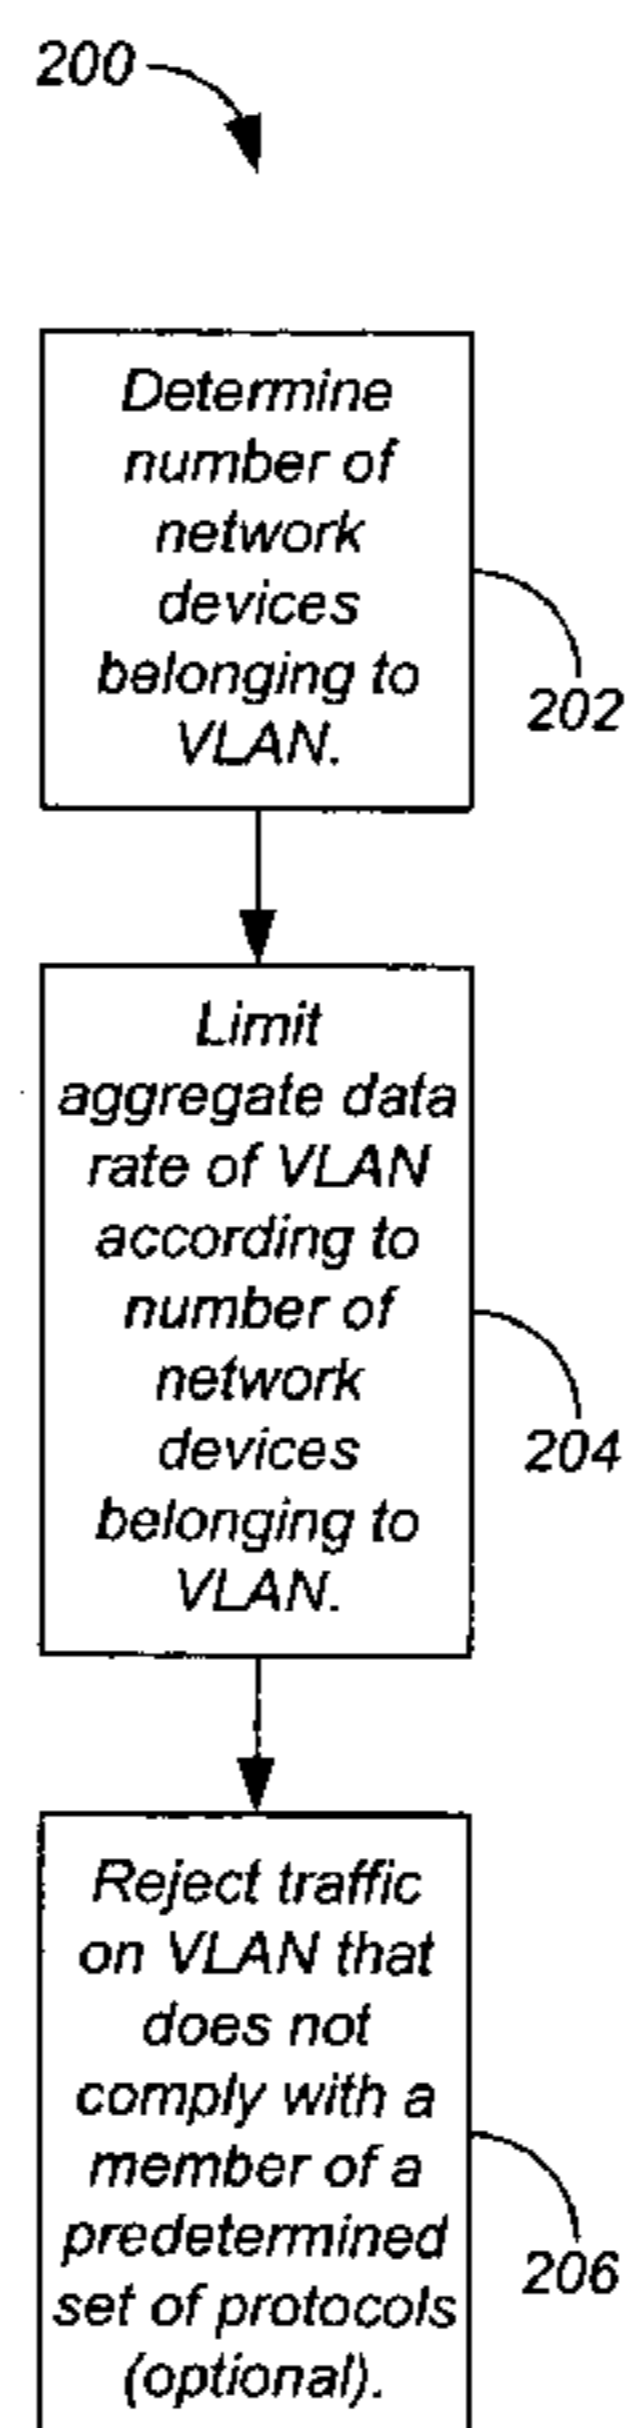 200
Determine
number of
network
devices
belonging to
VLAN.
202
Limit
aggregate data
rate of VLAN
according to
number of
network
devices
belonging to
VLAN.
204
Reject traffic
on VLAN that
does not
comply with a
member of a
predetermined
set of protocols
(optional).
206